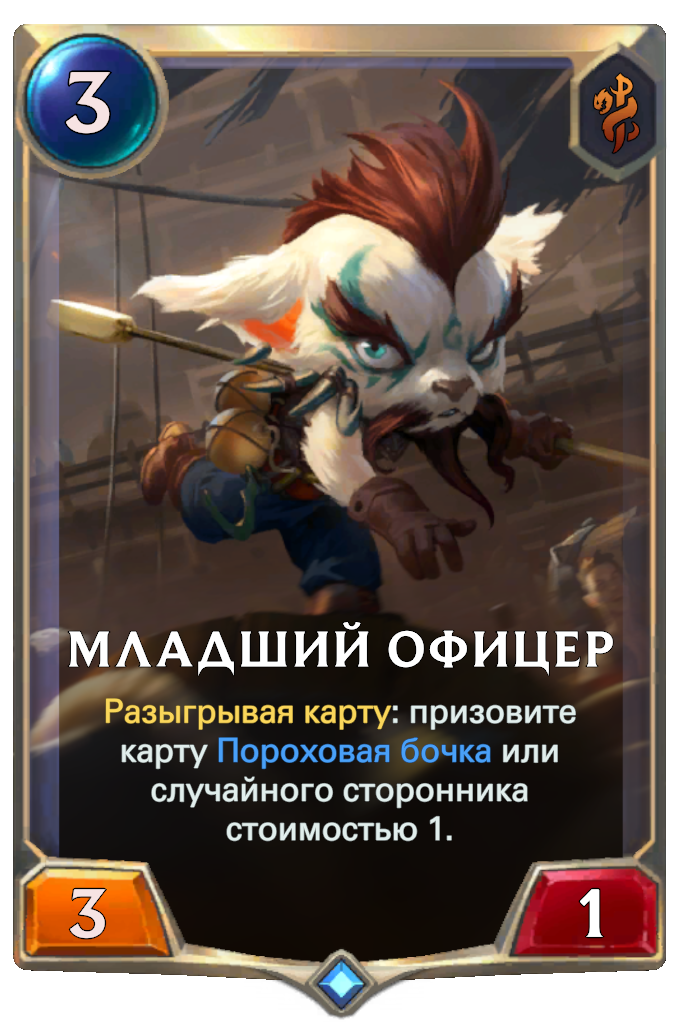 3
МЛАДШИЙ ОФИЦЕР
Разыгрывая карту: призовите
карту Пороховая бочка или
случайного сторонника
стоимостью 1.
3
1